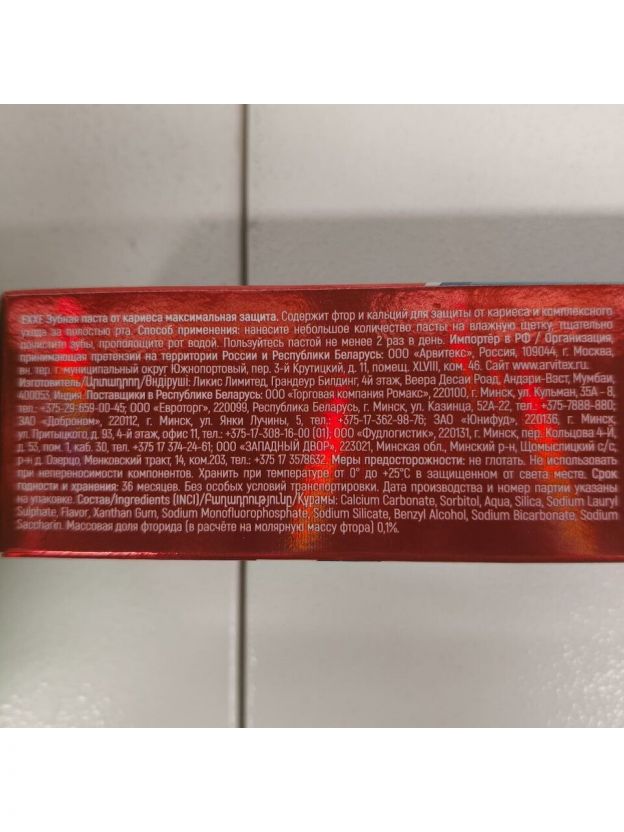 EXXE Зубная паста от кариеса максимальная защита. Содержит фтор и кальций для защиты от кариеса и комплексного
ухода за полостью рта. Способ применения: нанесите небольшое количество пасты на влажную щетку, тщательно
почистите зубы, прополощите рот водой. Пользуйтесь пастой не менее 2 раз в день. Импортёр в РФ / Организация,
принимающая претензии на территории России и Республики Беларусь: ООО «Арвитекс», Россия, 109044, г. Москва,
вн. тер. г. муниципальный округ Южнопортовый, пер. 3-й Крутицкий, д. 11, помещ. XLVIII, ком. 46. Сайт www.arvitex.ru.
Изготовитель/Արտադրող/Өндіруші: Ликис Лимитед, Грандеур Билдинг, 4й этаж, Веера Десаи Роад, Андари-Васт, Мумбаи,
400053, Индия. Поставщики в Республике Беларусь: ООО «Торговая компания Ромакс», 220100, г. Минск, ул. Кульман, 35А – 8,
тел.: +375-29-659-00-45; ООО «Евроторг», 220099, Республика Беларусь, г. Минск, ул. Казинца, 52А-22, тел.: +375-7888-880;
ЗАО «Доброном», 220112, г. Минск, ул. Янки Лучины, 5, тел.: +375-17-362-98-76; ЗАО «Юнифуд», 220136, г. Минск,
ул. Притыцкого, д. 93, 4-й этаж, офис 11, тел.: +375-17-308-16-00 (01); ООО «Фудлогистик», 220131, г. Минск, пер. Кольцова 4-й,
д. 53, пом. 1, каб. 30, тел. +375 17 374-24-61; ООО "ЗАПАДНЫЙ ДВОР", 223021, Минская обл., Минский р-н, Щомыслицкий с/с,
р-н д. Озерцо, Менковский тракт, 14, ком.203, тел.: +375 17 3578632. Меры предосторожности: не глотать. Не использовать
при непереносимости компонентов. Хранить при температуре от 0° до +25°С в защищенном от света месте. Срок
годности и хранения: 36 месяцев. Без особых условий транспортировки. Дата производства и номер партии указаны
на упаковке. Состав/Ingredients (INCI)/Բաղադրությունը/Құрамы: Calcium Carbonate, Sorbitol, Aqua, Silica, Sodium Lauryl
Sulphate, Flavor, Xanthan Gum, Sodium Monofluorophosphate, Sodium Silicate, Benzyl Alcohol, Sodium Bicarbonate, Sodium
Saccharin. Массовая доля фторида (в расчёте на молярную массу фтора) 0,1%.